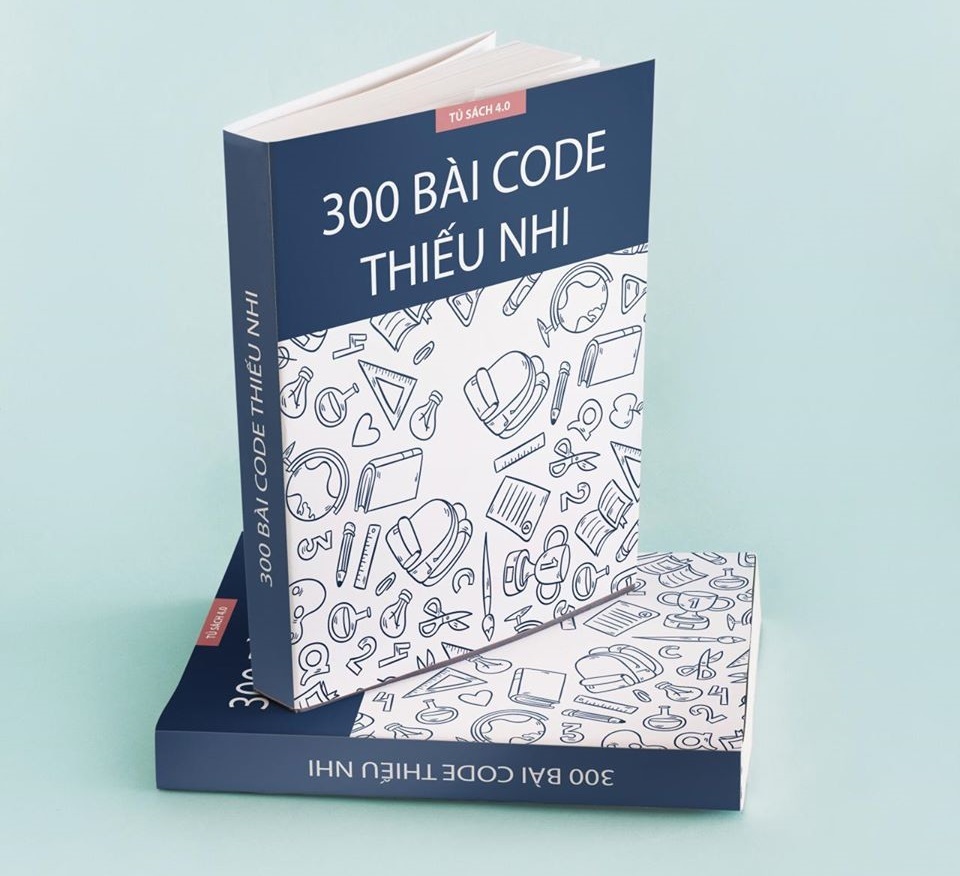 TỦ SÁCH 4.0
300 BÀI CODE
THIẾU NHI
300 BÀI CODE THIẾU NHI
TỦ SÁCH 4.0
300
300 BÀI CODE THIẾU NHI